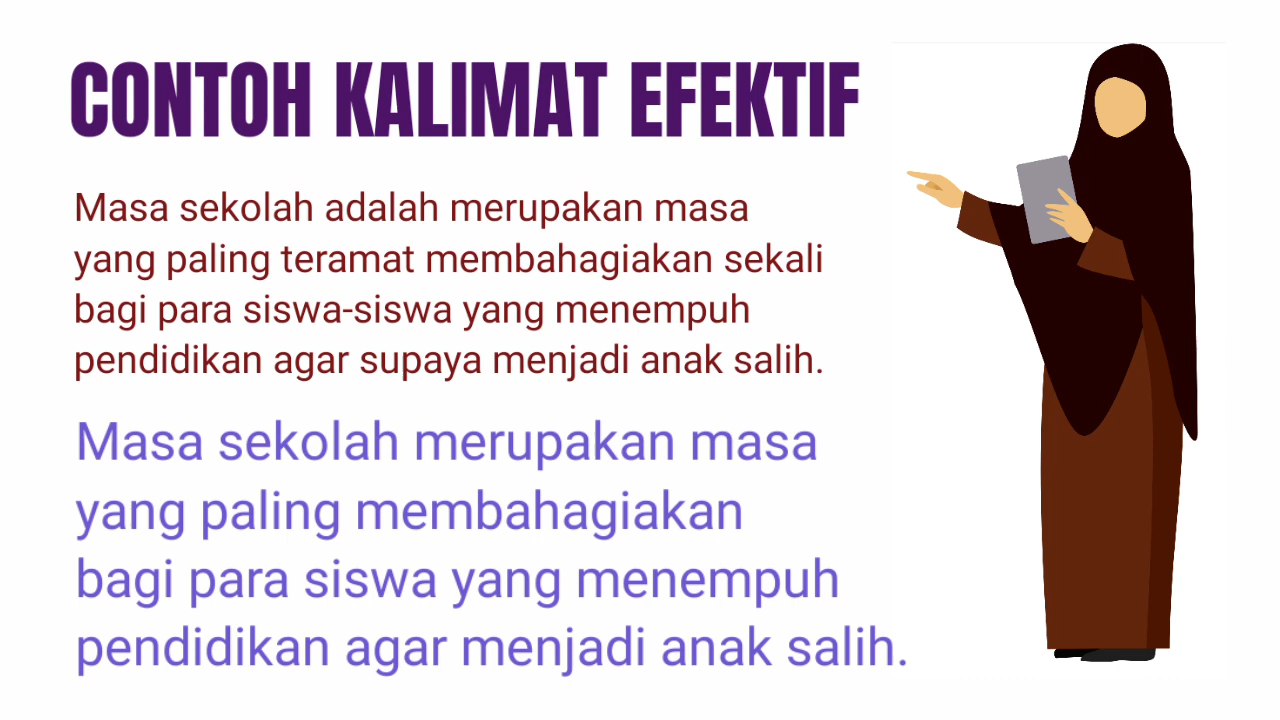 CONTOH KALIMAT EFEKTIF
Masa sekolah adalah merupakan masa
yang paling teramat membahagiakan sekali
bagi para siswa-siswa yang menempuh
pendidikan agar supaya menjadi anak salih.
Masa sekolah merupakan masa
yang paling membahagiakan
bagi para siswa yang menempuh
pendidikan agar menjadi anak salih.